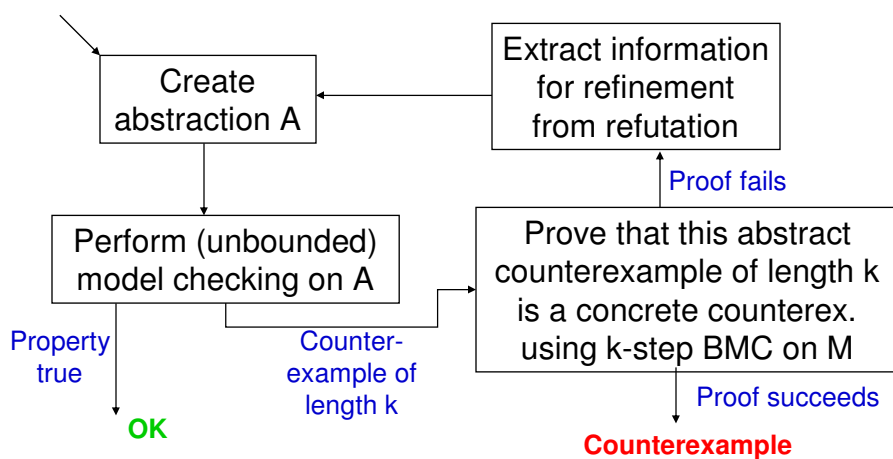 Create
abstraction A
Extract information
for refinement
from refutation
Proof fails
Perform (unbounded)
model checking on A
Prove that this abstract
counterexample of length k
is a concrete counterex.
using k-step BMC on M
Property
true
Counter-
example of
length k
Proof succeeds
OK
Counterexample